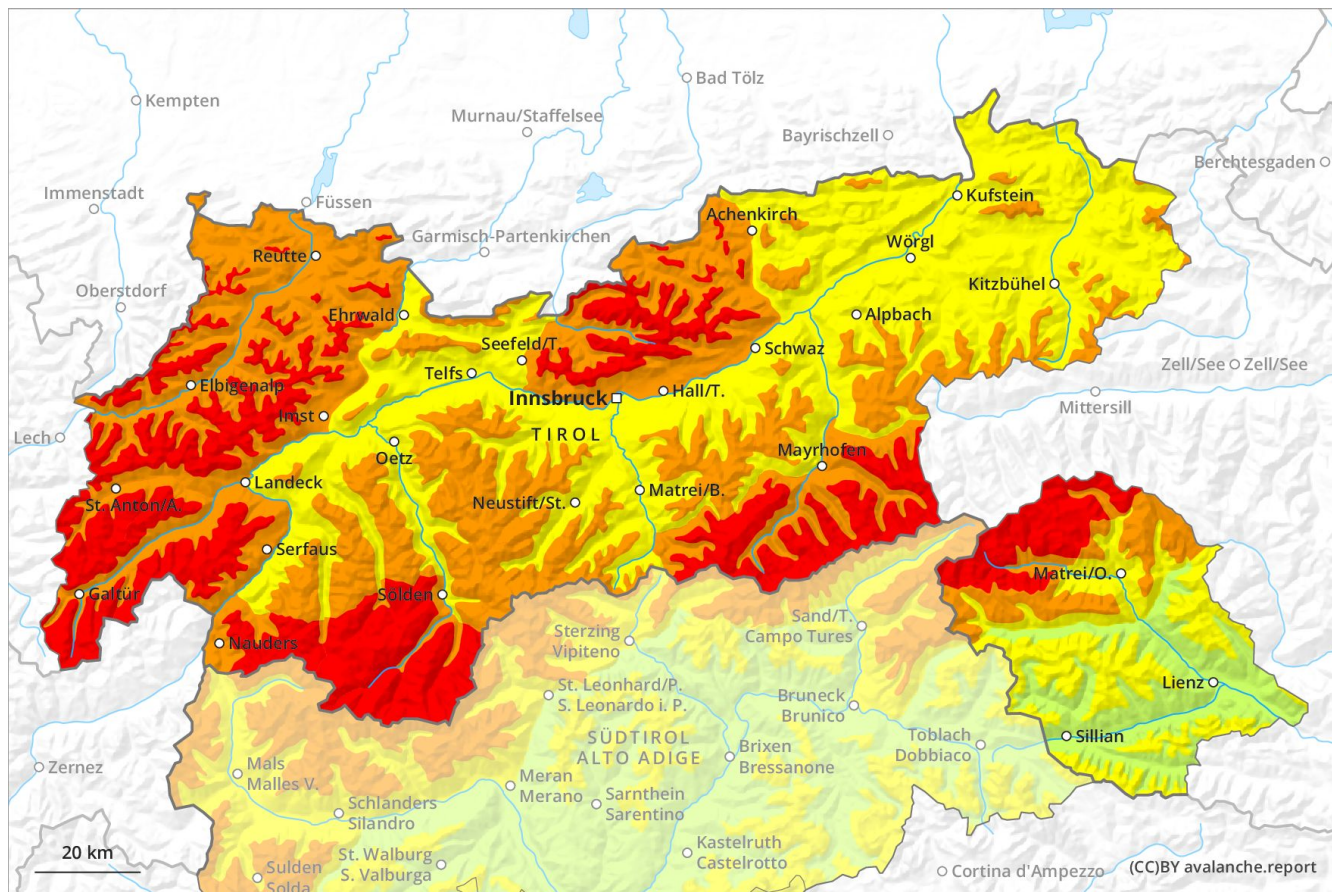 Bad Tölz
Kempten
Murnau/Staffelsee
Bayrischzell
Berchtesgaden
Immenstadt
Füssen
Kufstein
Achenkirch
Garmisch-Partenkirchen
Wörgl
Reutte
Kitzbühel
Oberstdorf
Ehrwald
Alpbach
Seefeld/T.
Schwaz
Zell/See
Zell/See
Telfs
Elbigenalp
Hall/T.
Innsbruck
Mittersill
Imst
Lech
TIROL
Mayrhofen
Oetz
Landeck
Matrei/B.
St. Anton/A.
Neustift/St.
Serfaus
Matrei/O.
Galtür
Sölden
Sand/T.
Campo Tures
Sterzing
Vipiteno
Nauders
Lienz
St. Leonhard/P.
S. Leonardo i. P.
Bruneck
Brunico
SÜDTIROL
ALTO ADIGE
Toblach
Dobbiaco
Sillian
Brixen
Bressanone
Zernez
Mals
Malles V.
Meran
Merano
Sarnthein
Sarentino
Schlanders
Silandro
Kastelruth
Castelrotto
20 km
St. Walburg
S. Valburga
Sulden
Solda
Cortina d'Ampezzo
(CC)BY avalanche.report